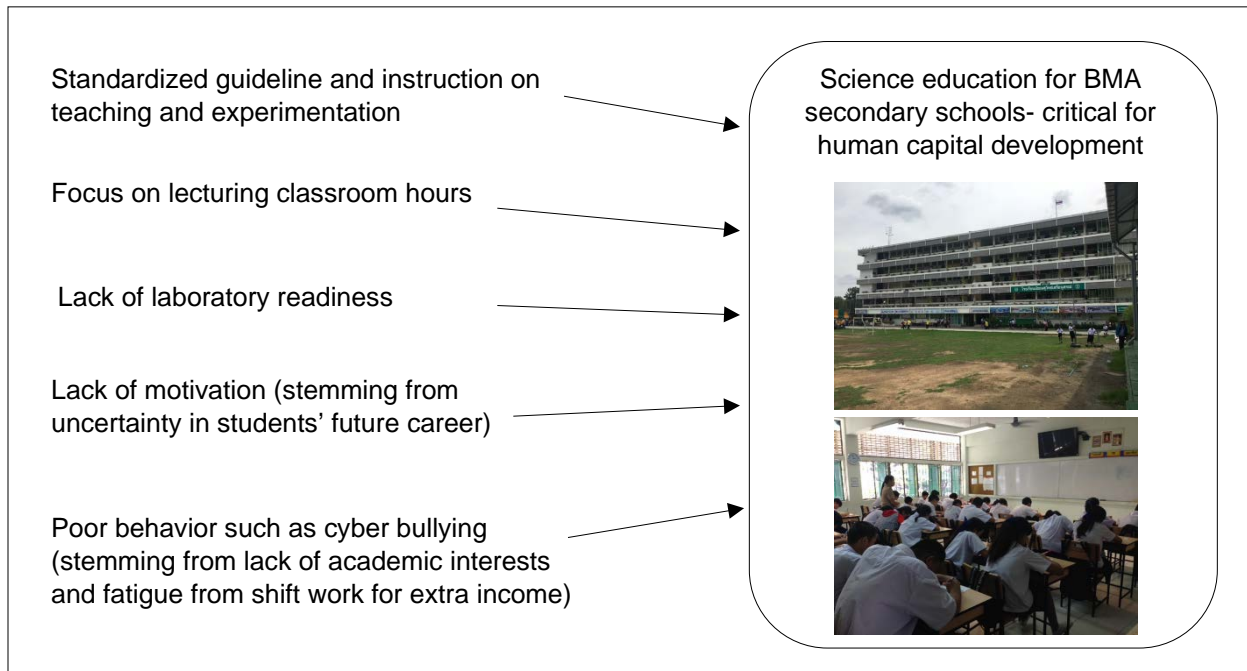 Standardized guideline and instruction on
teaching and experimentation
Focus on lecturing classroom hours
Lack of laboratory readiness
Lack of motivation (stemming from
uncertainty in students’ future career)
Poor behavior such as cyber bullying
(stemming from lack of academic interests
and fatigue from shift work for extra income)
Science education for BMA
secondary schools- critical for
human capital development